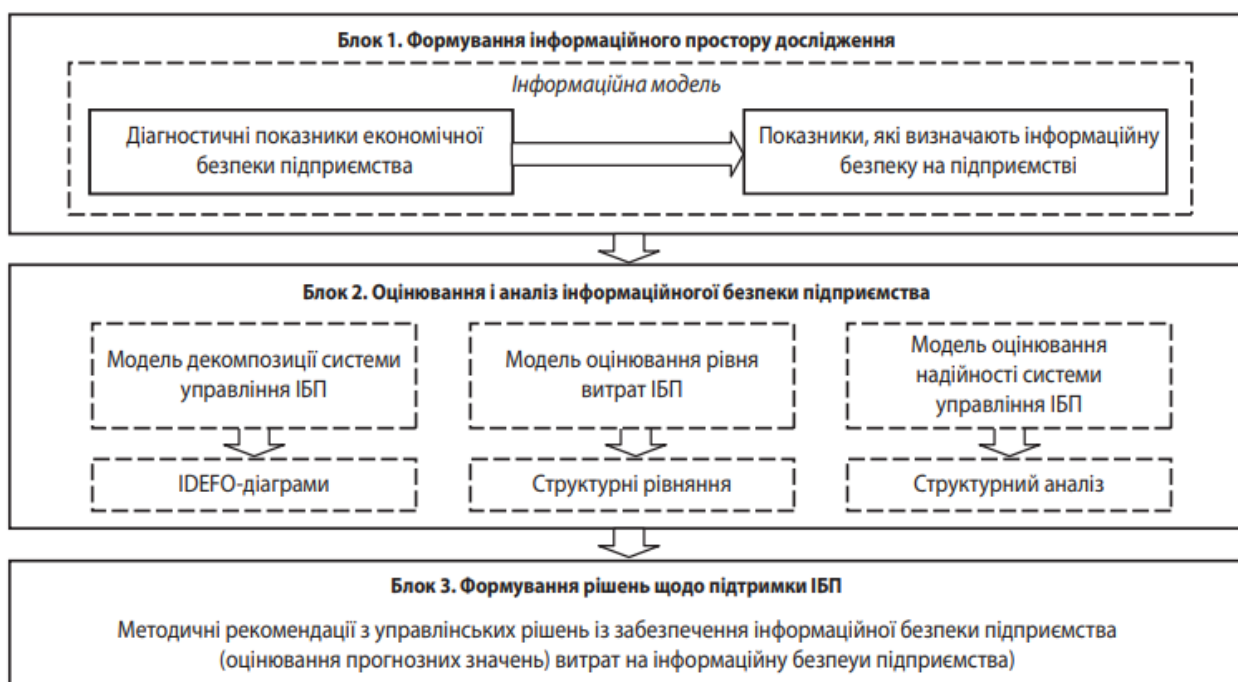 Блок 1. Формування інформаційного простору дослідження
Інформаційна модель
Діагностичні показники економічної
безпеки підприємства
Показники, які визначають інформаційну
безпеку на підприємстві
Блок 2. Оцінювання і аналіз інформаційногої безпеки підприємства
Модель декомпозиції системи
управління ІБП
Модель оцінювання рівня
витрат ІБП
Модель оцінювання
надійності системи
управління ІБП
IDEFO-діаграми
Структурні рівняння
Структурний аналіз
Блок 3. Формування рішень щодо підтримки ІБП
Методичні рекомендації з управлінських рішень із забезпечення інформаційної безпеки підприємства
(оцінювання прогнозних значень) витрат на інформаційну безпеуи підприємства)